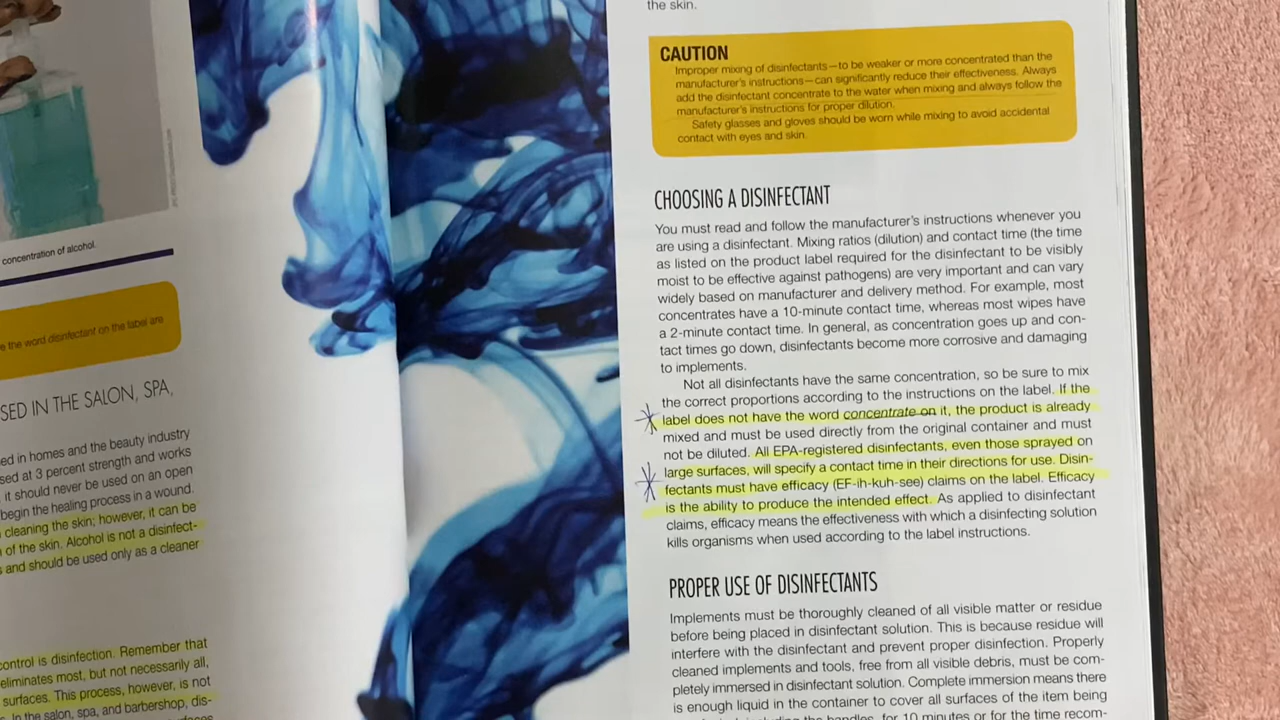 concentration of alcohol.
e the word disinfectant on the label are
SED IN THE SALON, SPA,
ed in homes and the beauty industry
sed at 3 percent strength and works
it should never be used on an open
begin the healing process in a wound.
cleaning the skin; however, it can be
n of the skin. Alcohol is not a disinfect-
s and should be used only as a cleaner
control is disinfection. Remember that
eliminates most, but not necessarily all,
surfaces. This process, however, is not
In the salon, spa, and barbershop, dis-
the skin.
CAUTION
Improper mixing of disinfectants—to be weaker or more concentrated than the
manufacturer's instructions—can significantly reduce their effectiveness. Always
add the disinfectant concentrate to the water when mixing and always follow the
manufacturer's instructions for proper dilution.
Safety glasses and gloves should be worn while mixing to avoid accidental
contact with eyes and skin.
CHOOSING A DISINFECTANT
You must read and follow the manufacturer's instructions whenever you
are using a disinfectant. Mixing ratios (dilution) and contact time (the time
as listed on the product label required for the disinfectant to be visibly
moist to be effective against pathogens) are very important and can vary
widely based on manufacturer and delivery method. For example, most
concentrates have a 10-minute contact time, whereas most wipes have
a 2-minute contact time. In general, as concentration goes up and con-
tact times go down, disinfectants become more corrosive and damaging
to implements.
Not all disinfectants have the same concentration, so be sure to mix
the correct proportions according to the instructions on the label. If the
label does not have the word concentrate on it, the product is already
mixed and must be used directly from the original container and must
not be diluted. All EPA-registered disinfectants, even those sprayed on
large surfaces, will specify a contact time in their directions for use. Disin-
fectants must have efficacy (EF-ih-kuh-see) claims on the label. Efficacy
is the ability to produce the intended effect. As applied to disinfectant
claims, efficacy means the effectiveness with which a disinfecting solution
kills organisms when used according to the label instructions.
PROPER USE OF DISINFECTANTS
Implements must be thoroughly cleaned of all visible matter or residue
before being placed in disinfectant solution. This is because residue will
interfere with the disinfectant and prevent proper disinfection. Properly
cleaned implements and tools, free from all visible debris, must be com-
pletely immersed in disinfectant solution. Complete immersion means there
is enough liquid in the container to cover all surfaces of the item being
the handles, for 10 minutes or for the time recom-